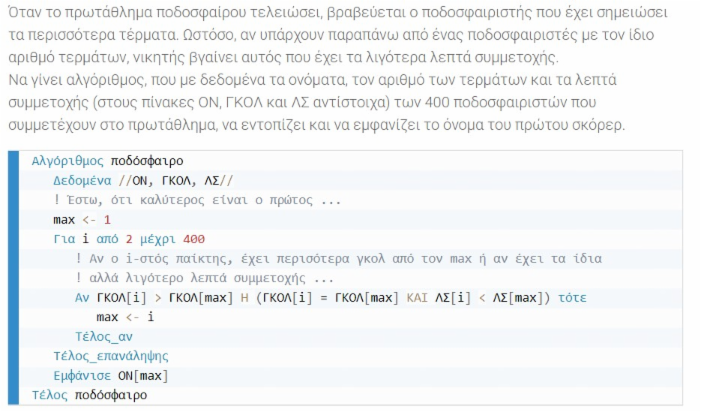 Όταν το πρωτάθλημα ποδοσφαίρου τελειώσει, βραβεύεται ο ποδοσφαιριστής που έχει σημειώσει
τα περισσότερα τέρματα. Ωστόσο, αν υπάρχουν παραπάνω από ένας ποδοσφαιριστές με τον ίδιο
αριθμό τερμάτων, νικητής βγαίνει αυτός που έχει τα λιγότερα λεπτά συμμετοχής.
Να γίνει αλγόριθμος, που με δεδομένα τα ονόματα, τον αριθμό των τερμάτων και τα λεπτά
συμμετοχής (στους πίνακες ΟΝ, ΓΚΟΛ και ΛΣ αντίστοιχα) των 400 ποδοσφαιριστών που
συμμετέχουν στο πρωτάθλημα, να εντοπίζει και να εμφανίζει το όνομα του πρώτου σκόρερ.
Αλγόριθμος ποδόσφαιρο
Δεδομένα //ΟΝ, ΓΚΟΛ, ΛΣ//
! Έστω, ότι καλύτερος είναι ο πρώτος ...
max <- 1
Για i από 2 μέχρι 400
! Αν ο i-στός παίκτης, έχει περισότερα γκολ από τον max ή αν έχει τα ίδια
! αλλά λιγότερο λεπτά συμμετοχής ...
Αν ΓΚΟΛ[i] > ΓΚΟΛ[max] Η (ΓΚΟΛ[i] = ΓΚΟΛ[max] ΚΑΙ ΛΣ[i] < ΛΣ[max]) τότε
max <- i
Τέλος_αν
Τέλος_επανάληψης
Εμφάνισε ΟΝ[max]
Τέλος ποδόσφαιρο